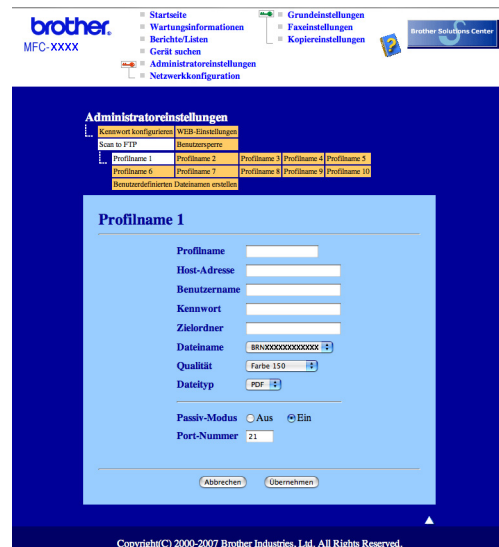 brother.
MFC-XXXX
Startseite
Wartungsinformationen
Berichte/Listen
Gerät suchen
Administratoreinstellungen
Netzwerkkonfiguration
Grundeinstellungen
Faxeinstellungen
Kopiereinstellungen
Brother Solutions Center
Administratoreinstellungen
Kennwort konfigurieren WEB-Einstellungen
Scan to FTP Benutzersperre
Profilname 1 Profilname 2 Profilname 3 Profilname 4 Profilname 5
Profilname 6 Profilname 7 Profilname 8 Profilname 9 Profilname 10
Benutzerdefinierten Dateinamen erstellen
Profilname 1
Profilname
Host-Adresse
Benutzername
Kennwort
Zielordner
Dateiname BRNXXXXXXXXXXXX
Qualität Farbe 150
Dateityp PDF
Passiv-Modus Aus Ein
Port-Nummer 21
Abbrechen Übernehmen
Copyright(C) 2000-2007 Brother Industries, Ltd. All Rights Reserved.